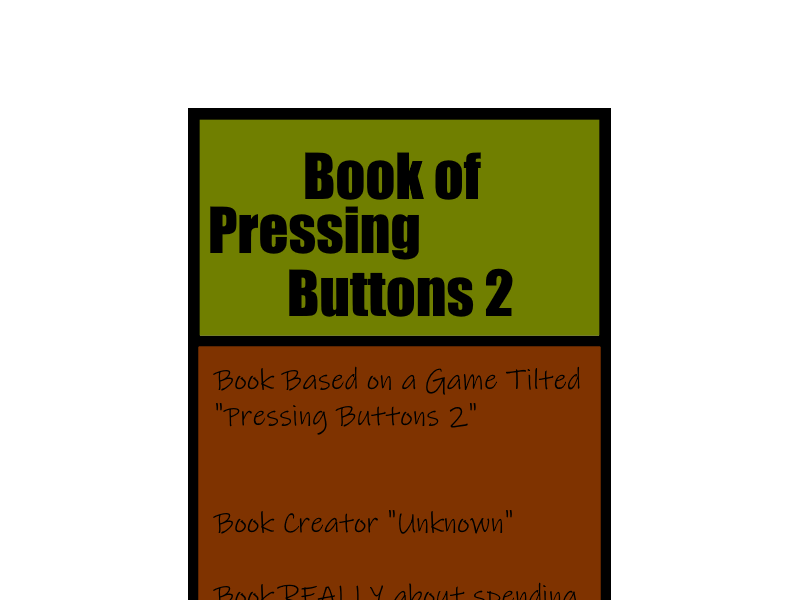 Book of
Pressing
Buttons 2
Book Based on a Game Tilted
"Pressing Buttons 2"
Book Creator "Unknown"
Book REALLY about spending